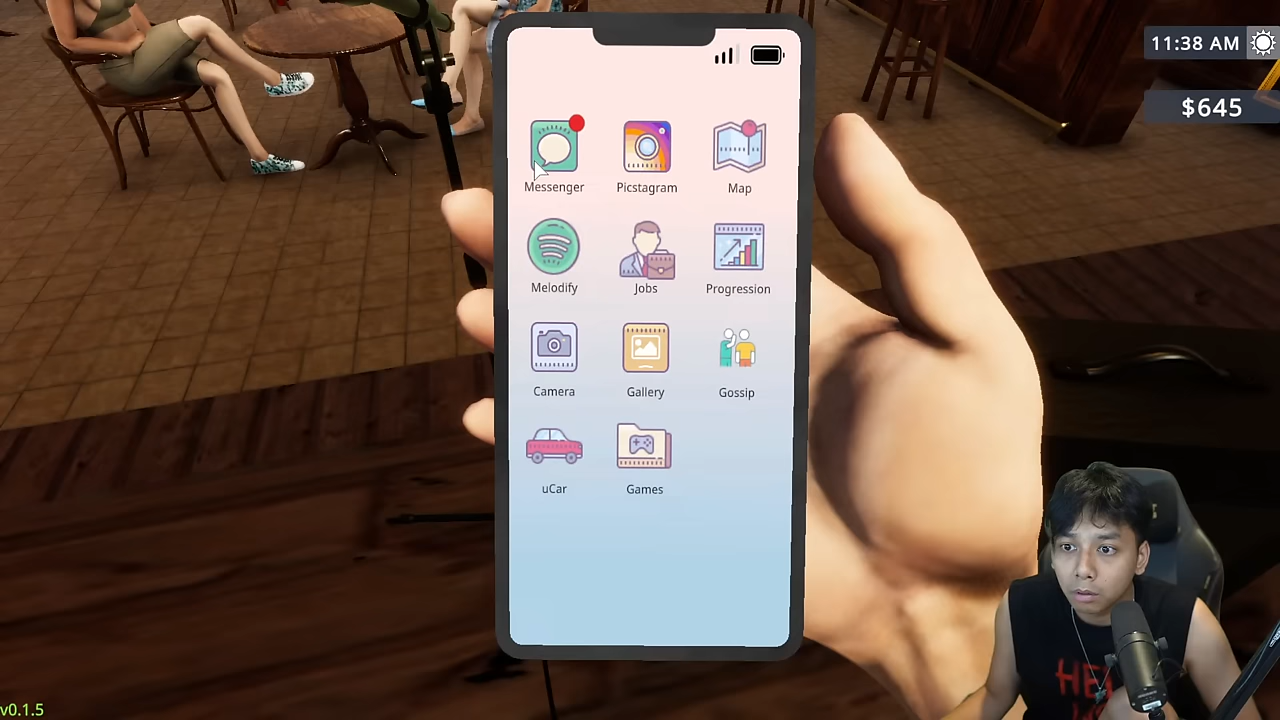 11:38 AM
$645
Messenger
Picstagram
Map
Melodify
Jobs
Progression
Camera
Gallery
Gossip
uCar
Games
v0.1.5